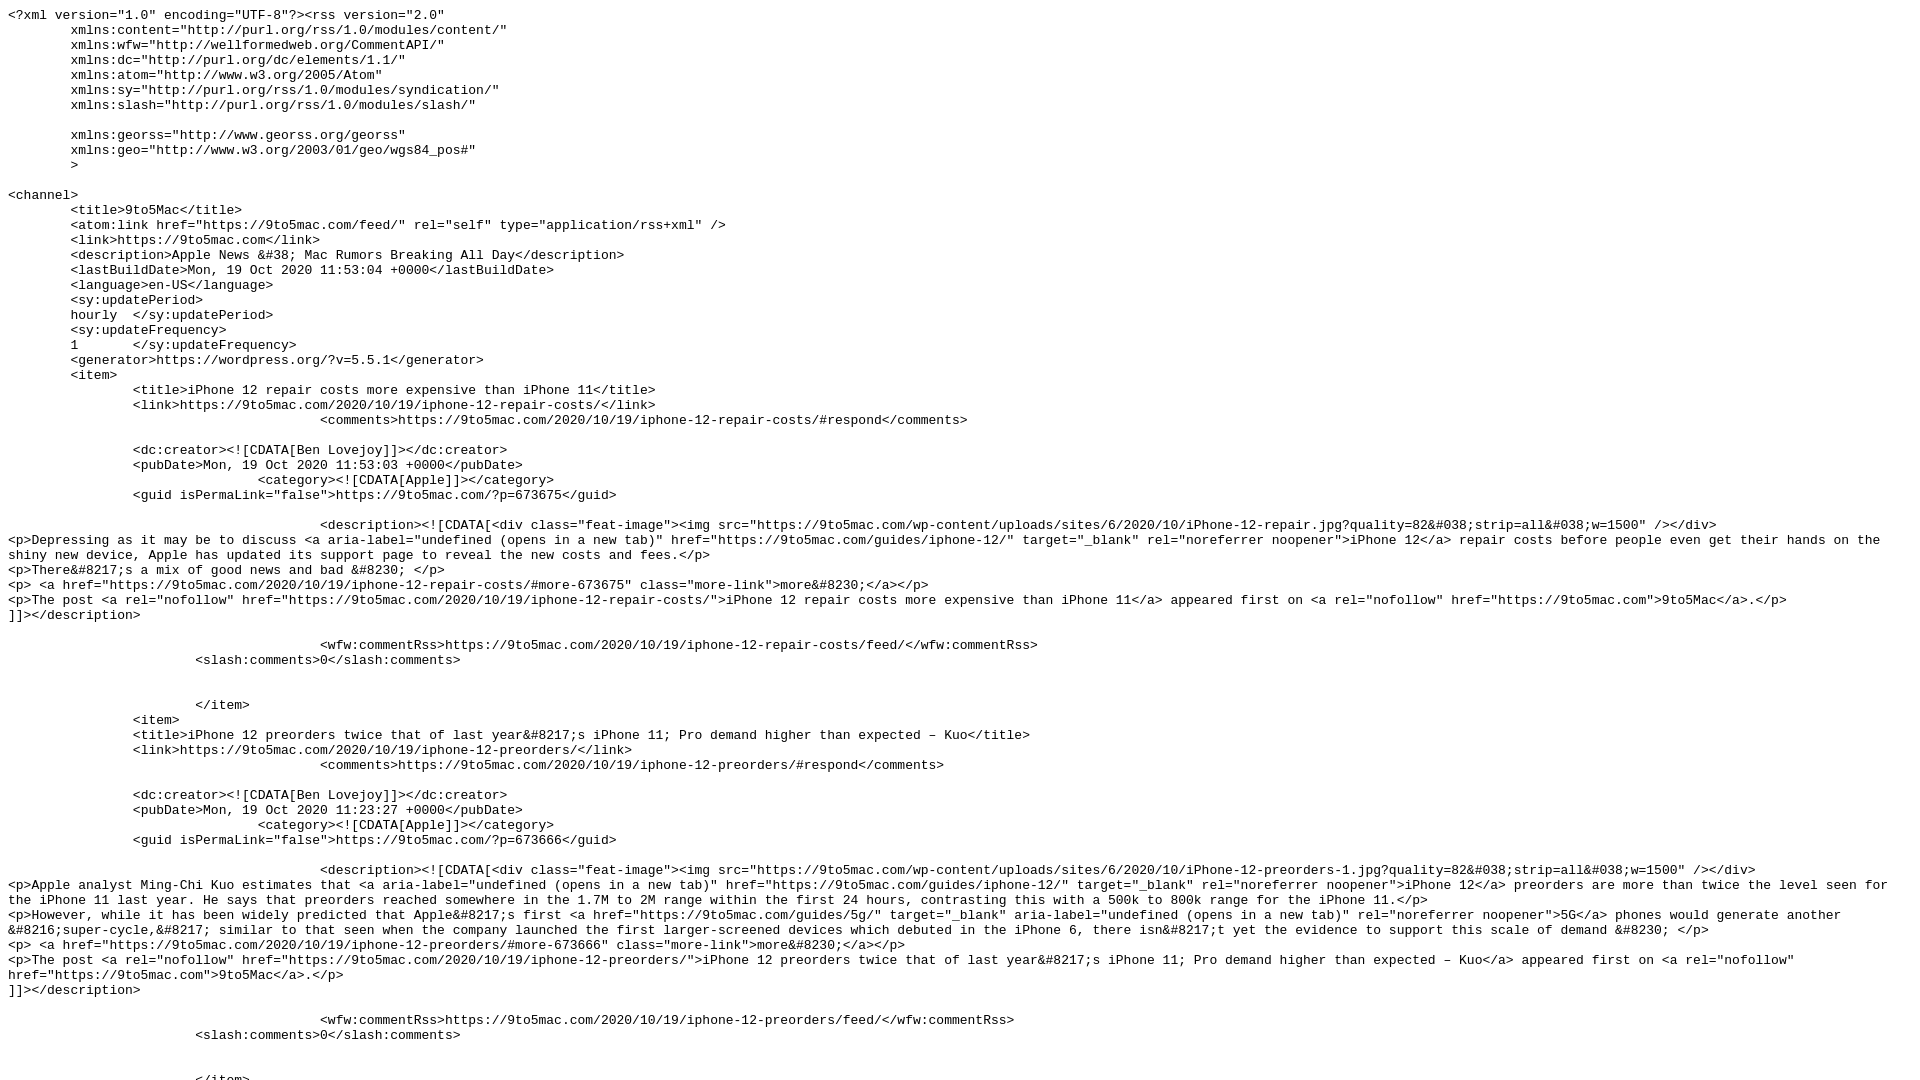 <?xml version="1.0" encoding="UTF-8"?><rss version="2.0"
xmlns:content="http://purl.org/rss/1.0/modules/content/"
xmlns:wfw="http://wellformedweb.org/CommentAPI/"
xmlns:dc="http://purl.org/dc/elements/1.1/"
xmlns:atom="http://www.w3.org/2005/Atom"
xmlns:sy="http://purl.org/rss/1.0/modules/syndication/"
xmlns:slash="http://purl.org/rss/1.0/modules/slash/"
xmlns:georss="http://www.georss.org/georss"
xmlns:geo="http://www.w3.org/2003/01/geo/wgs84_pos#"
>
<channel>
<title>9to5Mac</title>
<atom:link href="https://9to5mac.com/feed/" rel="self" type="application/rss+xml" />
<link>https://9to5mac.com</link>
<description>Apple News &#38; Mac Rumors Breaking All Day</description>
<lastBuildDate>Mon, 19 Oct 2020 11:53:04 +0000</lastBuildDate>
<language>en-US</language>
<sy:updatePeriod>
hourly </sy:updatePeriod>
<sy:updateFrequency>
1 </sy:updateFrequency>
<generator>https://wordpress.org/?v=5.5.1</generator>
<item>
<title>iPhone 12 repair costs more expensive than iPhone 11</title>
<link>https://9to5mac.com/2020/10/19/iphone-12-repair-costs/</link>
<comments>https://9to5mac.com/2020/10/19/iphone-12-repair-costs/#respond</comments>
<dc:creator><![CDATA[Ben Lovejoy]]></dc:creator>
<pubDate>Mon, 19 Oct 2020 11:53:03 +0000</pubDate>
<category><![CDATA[Apple]]></category>
<guid isPermaLink="false">https://9to5mac.com/?p=673675</guid>
<description><![CDATA[<div class="feat-image"><img src="https://9to5mac.com/wp-content/uploads/sites/6/2020/10/iPhone-12-repair.jpg?quality=82&#038;strip=all&#038;w=1500" /></div>
<p>Depressing as it may be to discuss <a aria-label="undefined (opens in a new tab)" href="https://9to5mac.com/guides/iphone-12/" target="_blank" rel="noreferrer noopener">iPhone 12</a> repair costs before people even get their hands on the
shiny new device, Apple has updated its support page to reveal the new costs and fees.</p>
<p>There&#8217;s a mix of good news and bad &#8230; </p>
<p> <a href="https://9to5mac.com/2020/10/19/iphone-12-repair-costs/#more-673675" class="more-link">more&#8230;</a></p>
<p>The post <a rel="nofollow" href="https://9to5mac.com/2020/10/19/iphone-12-repair-costs/">iPhone 12 repair costs more expensive than iPhone 11</a> appeared first on <a rel="nofollow" href="https://9to5mac.com">9to5Mac</a>.</p>
]]></description>
<wfw:commentRss>https://9to5mac.com/2020/10/19/iphone-12-repair-costs/feed/</wfw:commentRss>
<slash:comments>0</slash:comments>
</item>
<item>
<title>iPhone 12 preorders twice that of last year&#8217;s iPhone 11; Pro demand higher than expected – Kuo</title>
<link>https://9to5mac.com/2020/10/19/iphone-12-preorders/</link>
<comments>https://9to5mac.com/2020/10/19/iphone-12-preorders/#respond</comments>
<dc:creator><![CDATA[Ben Lovejoy]]></dc:creator>
<pubDate>Mon, 19 Oct 2020 11:23:27 +0000</pubDate>
<category><![CDATA[Apple]]></category>
<guid isPermaLink="false">https://9to5mac.com/?p=673666</guid>
<description><![CDATA[<div class="feat-image"><img src="https://9to5mac.com/wp-content/uploads/sites/6/2020/10/iPhone-12-preorders-1.jpg?quality=82&#038;strip=all&#038;w=1500" /></div>
<p>Apple analyst Ming-Chi Kuo estimates that <a aria-label="undefined (opens in a new tab)" href="https://9to5mac.com/guides/iphone-12/" target="_blank" rel="noreferrer noopener">iPhone 12</a> preorders are more than twice the level seen for
the iPhone 11 last year. He says that preorders reached somewhere in the 1.7M to 2M range within the first 24 hours, contrasting this with a 500k to 800k range for the iPhone 11.</p>
<p>However, while it has been widely predicted that Apple&#8217;s first <a href="https://9to5mac.com/guides/5g/" target="_blank" aria-label="undefined (opens in a new tab)" rel="noreferrer noopener">5G</a> phones would generate another
&#8216;super-cycle,&#8217; similar to that seen when the company launched the first larger-screened devices which debuted in the iPhone 6, there isn&#8217;t yet the evidence to support this scale of demand &#8230; </p>
<p> <a href="https://9to5mac.com/2020/10/19/iphone-12-preorders/#more-673666" class="more-link">more&#8230;</a></p>
<p>The post <a rel="nofollow" href="https://9to5mac.com/2020/10/19/iphone-12-preorders/">iPhone 12 preorders twice that of last year&#8217;s iPhone 11; Pro demand higher than expected – Kuo</a> appeared first on <a rel="nofollow"
href="https://9to5mac.com">9to5Mac</a>.</p>
]]></description>
<wfw:commentRss>https://9to5mac.com/2020/10/19/iphone-12-preorders/feed/</wfw:commentRss>
<slash:comments>0</slash:comments>
</item>